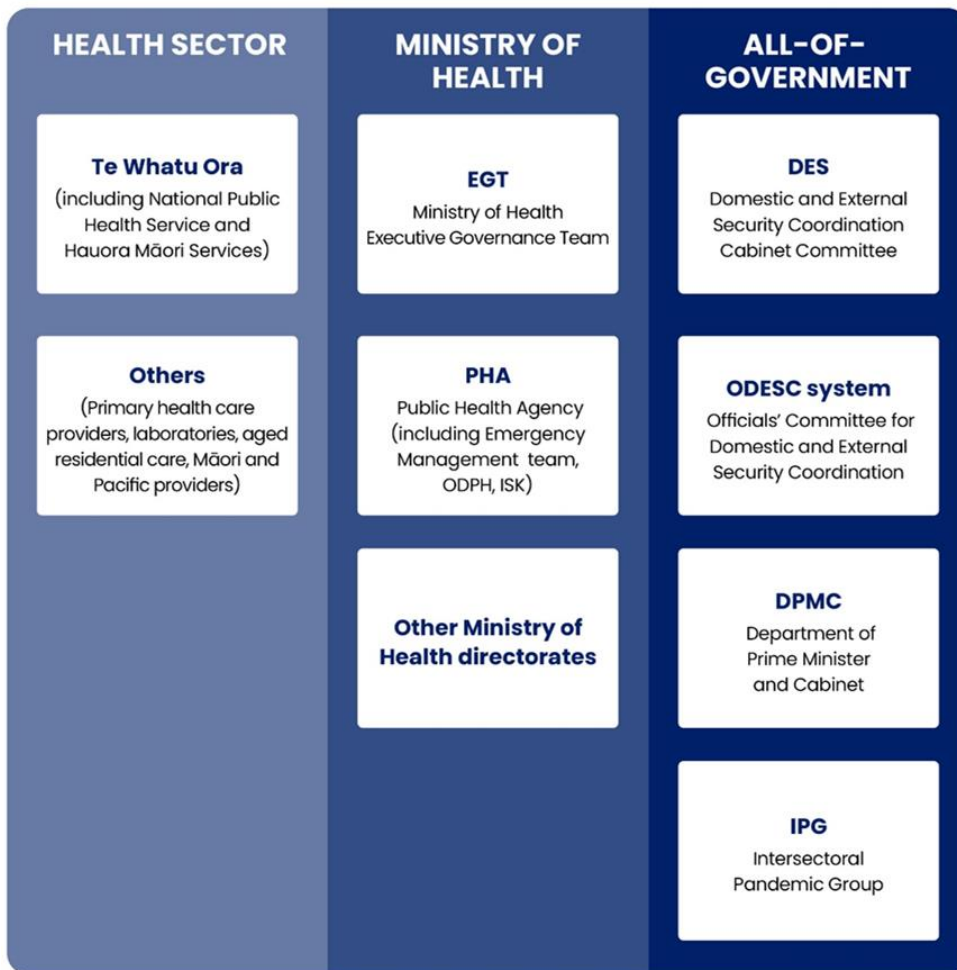 HEALTH SECTOR
Te Whatu Ora
(including National Public
Health Service and
Hauora Māori Services)
Others
(Primary health care
providers, laboratories, aged
residential care, Māori and
Pacific providers)
MINISTRY OF
HEALTH
EGT
Ministry of Health
Executive Governance Team
PHA
Public Health Agency
(including Emergency
Management team,
ODPH, ISK)
Other Ministry of
Health directorates
ALL-OF-
GOVERNMENT
DES
Domestic and External
Security Coordination
Cabinet Committee
ODESC system
Officials’ Committee for
Domestic and External
Security Coordination
DPMC
Department of
Prime Minister
and Cabinet
IPG
Intersectoral
Pandemic Group